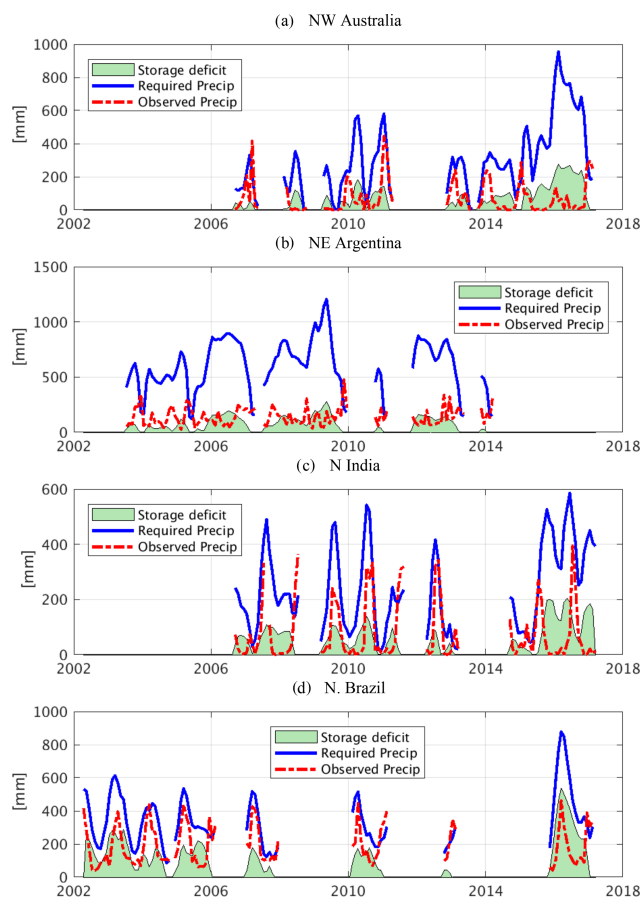 (a) NW Australia
1000
800
600
400
200
0
[mm]
Storage deficit
Required Precip
Observed Precip
2002 2006 2010 2014 2018
(b) NE Argentina
1500
1000
500
0
[mm]
Storage deficit
Required Precip
Observed Precip
2002 2006 2010 2014 2018
(c) N India
600
400
200
0
[mm]
Storage deficit
Required Precip
Observed Precip
2002 2006 2010 2014 2018
(d) N. Brazil
1000
800
600
400
200
0
[mm]
Storage deficit
Required Precip
Observed Precip
2002 2006 2010 2014 2018